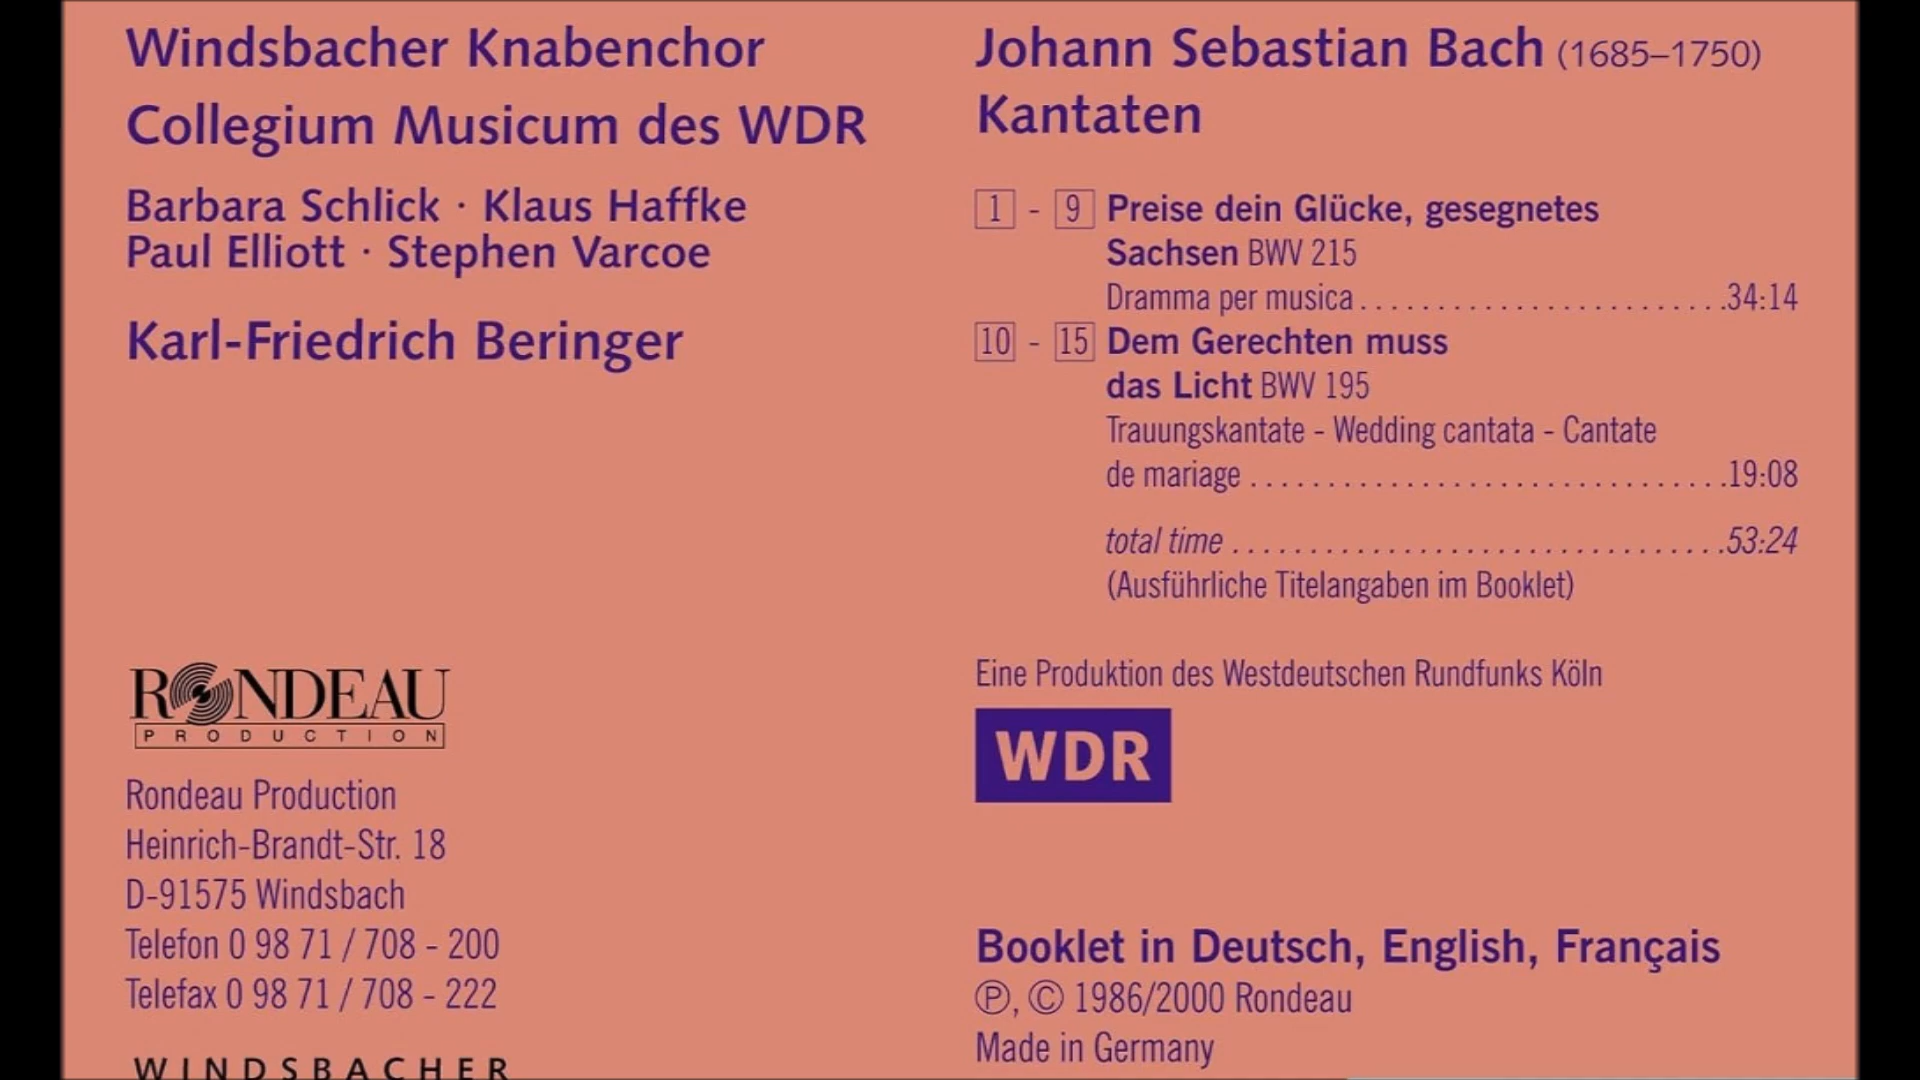 Windsbacher Knabenchor
Collegium Musicum des WDR
Barbara Schlick · Klaus Haffke
Paul Elliott · Stephen Varcoe
Karl-Friedrich Beringer
RONDEAU
PRODUCTION
Rondeau Production
Heinrich-Brandt-Str. 18
D-91575 Windsbach
Telefon 0 98 71 / 708 - 200
Telefax 0 98 71 / 708 - 222
WINDSBACHER
Johann Sebastian Bach (1685–1750)
Kantaten
1 - 9 Preise dein Glücke, gesegnetes
Sachsen BWV 215
Dramma per musica........................34:14
10 - 15 Dem Gerechten muss
das Licht BWV 195
Trauungskantate - Wedding cantata - Cantate
de mariage ................................19:08
total time .................................53:24
(Ausführliche Titelangaben im Booklet)
Eine Produktion des Westdeutschen Rundfunks Köln
WDR
Booklet in Deutsch, English, Français
℗, © 1986/2000 Rondeau
Made in Germany